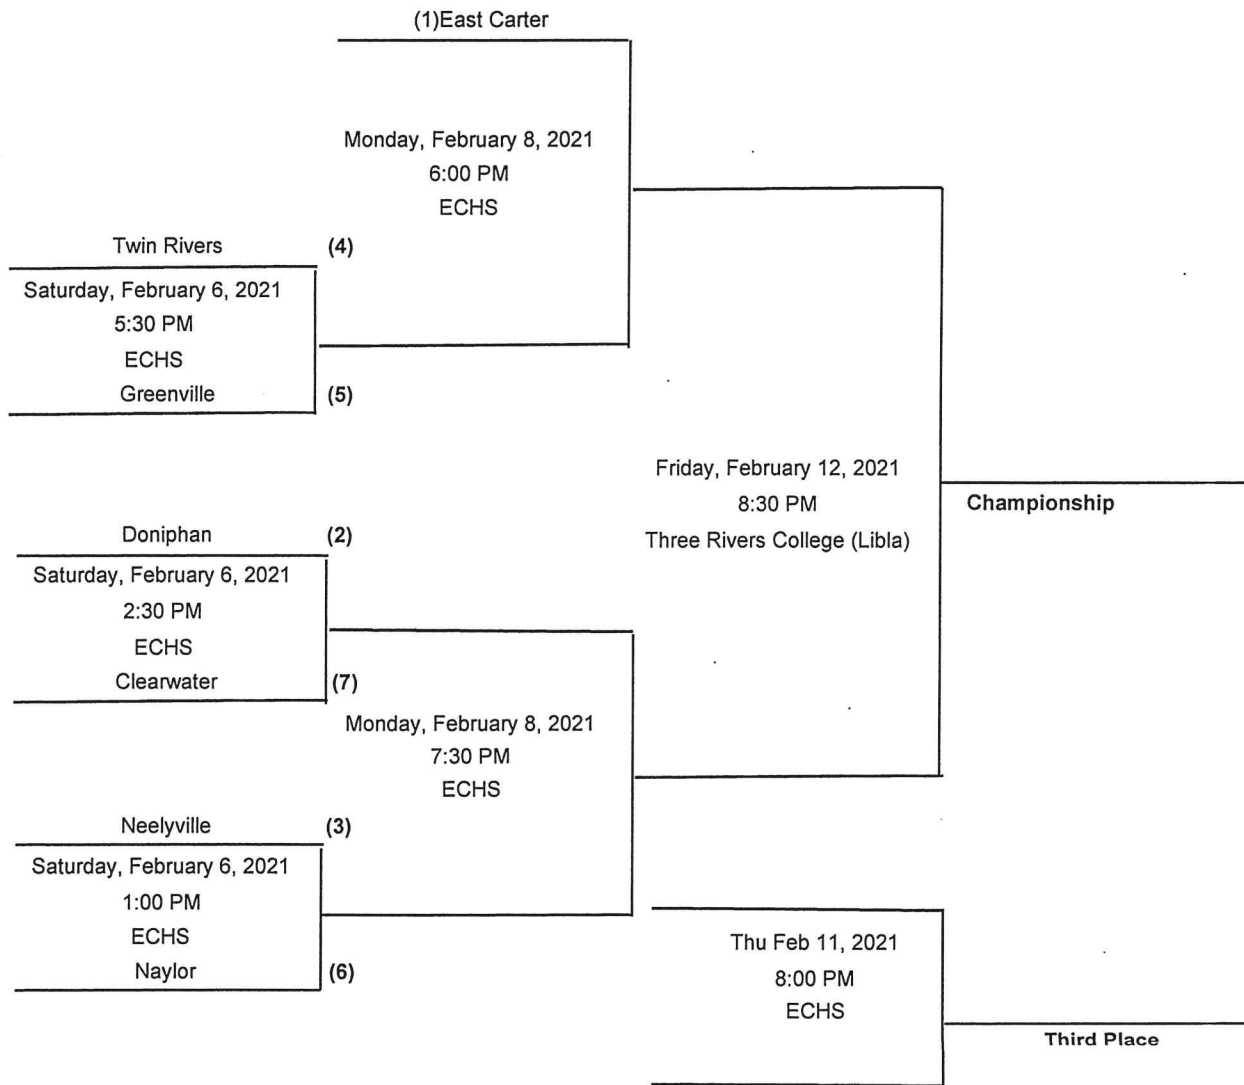 (1)East Carter
Monday, February 8, 2021
6:00 PM
ECHS
Twin Rivers (4)
Saturday, February 6, 2021
5:30 PM
ECHS
Greenville (5)
Friday, February 12, 2021
8:30 PM
Three Rivers College (Libla)
Championship
Doniphan (2)
Saturday, February 6, 2021
2:30 PM
ECHS
Clearwater (7)
Monday, February 8, 2021
7:30 PM
ECHS
Neelyville (3)
Saturday, February 6, 2021
1:00 PM
ECHS
Naylor (6)
Thu Feb 11, 2021
8:00 PM
ECHS
Third Place